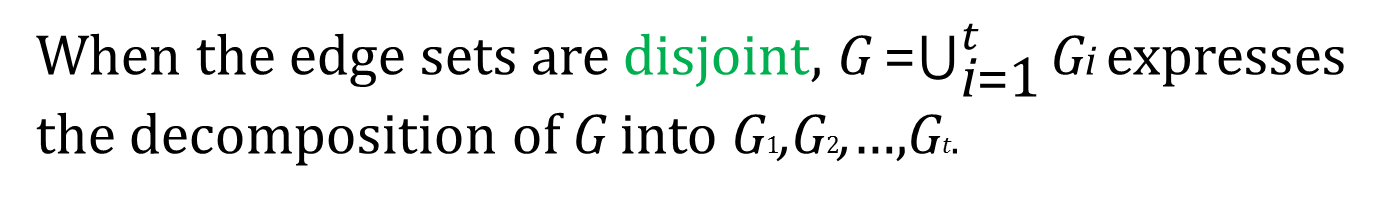 When the edge sets are disjoint, G =⋃ᵗᵢ₌₁ Gᵢ expresses
the decomposition of G into G₁,G₂,…,Gₜ.